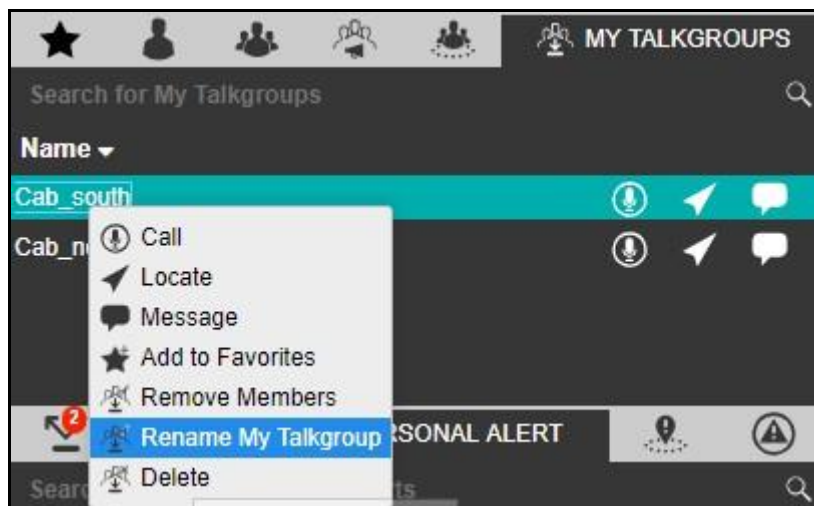 MY TALKGROUPS
Search for My Talkgroups
Name
Cab_south
Call
Cab_n
Locate
Message
Add to Favorites
Remove Members
2
RSONAL ALERT
Rename My Talkgroup
Delete
Sear
ts